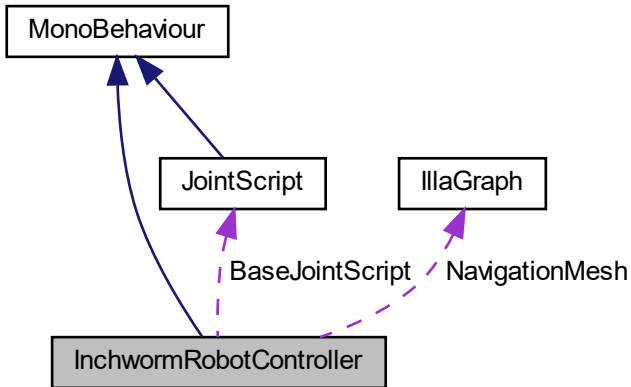 MonoBehaviour
JointScript
IllaGraph
BaseJointScript
NavigationMesh
InchwormRobotController